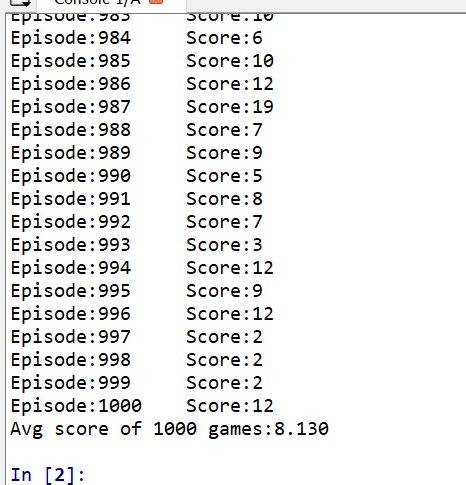 Console 1/A
Episode:983 Score:10
Episode:984 Score:6
Episode:985 Score:10
Episode:986 Score:12
Episode:987 Score:19
Episode:988 Score:7
Episode:989 Score:9
Episode:990 Score:5
Episode:991 Score:8
Episode:992 Score:7
Episode:993 Score:3
Episode:994 Score:12
Episode:995 Score:9
Episode:996 Score:12
Episode:997 Score:2
Episode:998 Score:2
Episode:999 Score:2
Episode:1000 Score:12
Avg score of 1000 games:8.130
In [2]: